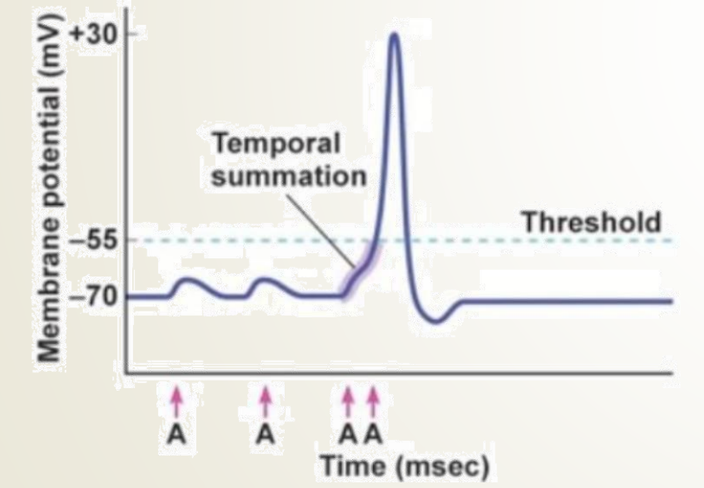 Membrane potential (mV)
+30
Temporal
summation
Threshold
–55
–70
A A A A
Time (msec)